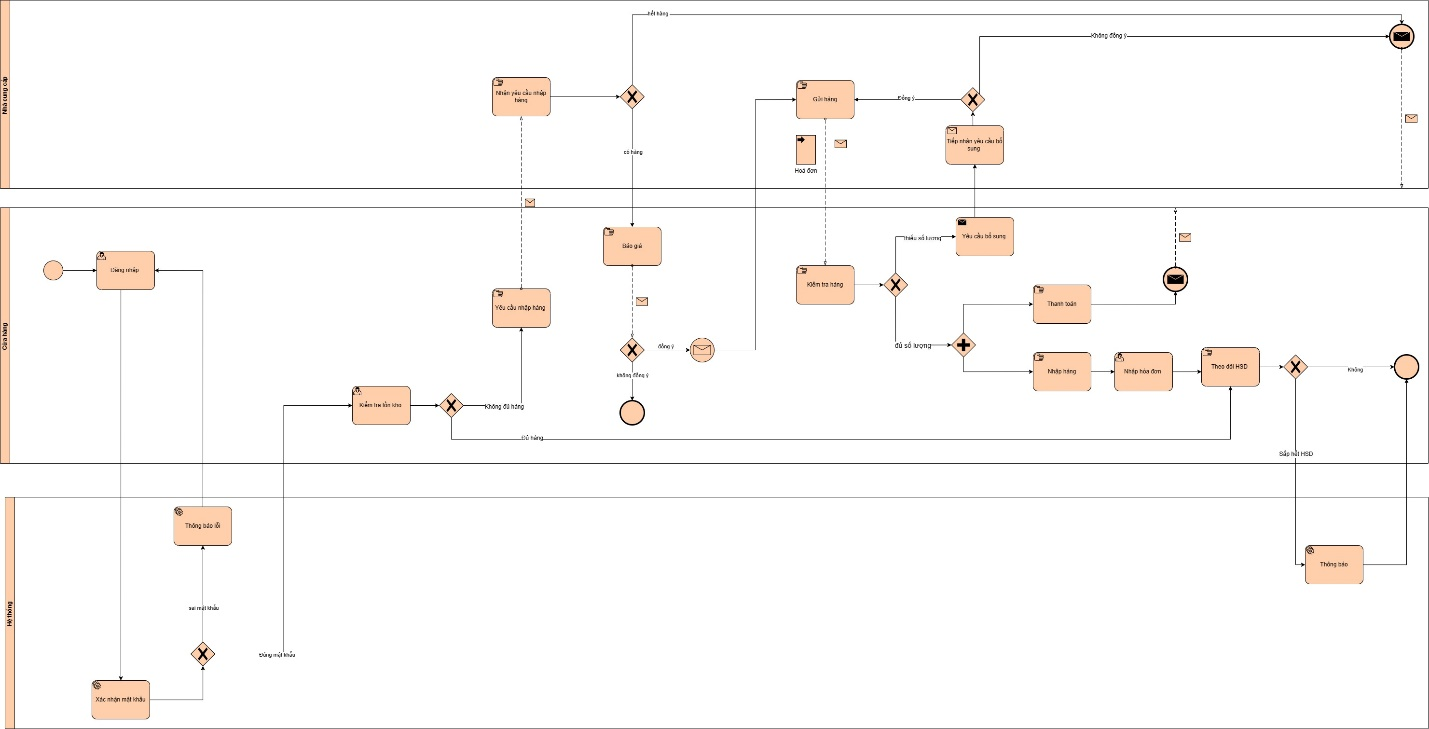 Nhà cung cấp
hết hàng
Không đồng ý
Nhận yêu cầu nhập
hàng
Gửi hàng
Đồng ý
Tiếp nhận yêu cầu bổ
sung
có hàng
Hoá đơn
Cửa hàng
Đăng nhập
Báo giá
Yêu cầu bổ sung
thiếu số lượng
Kiểm tra hàng
Yêu cầu nhập hàng
Thanh toán
đồng ý
đủ số lượng
không đồng ý
Nhập hàng
Nhập hóa đơn
Theo dõi HSD
Không
Kiểm tra tồn kho
Không đủ hàng
Đủ hàng
Sắp hết HSD
Hệ thống
Thông báo lỗi
Thông báo
sai mật khẩu
Đúng mật khẩu
Xác nhận mật khẩu